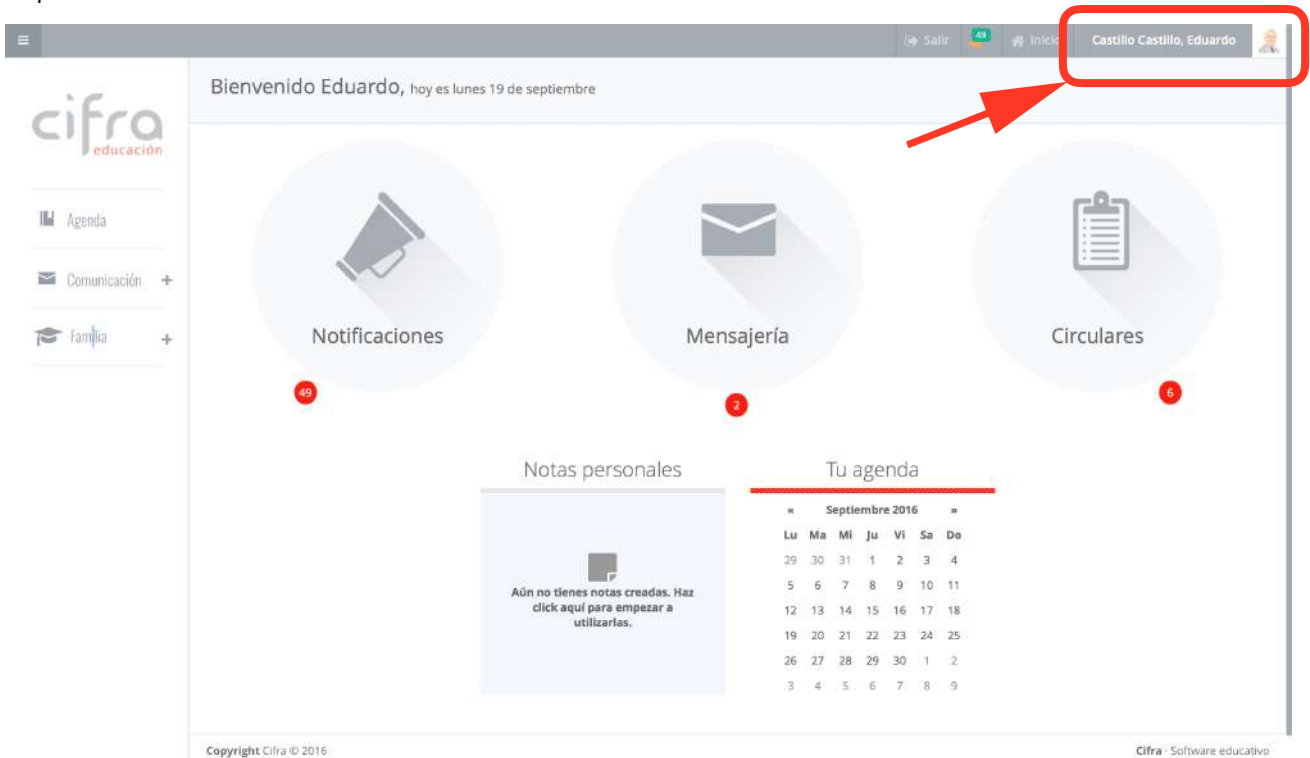 Salir 49 Inicio Castillo Castillo, Eduardo
Bienvenido Eduardo, hoy es lunes 19 de septiembre
cifra
educación
Agenda
Comunicación +
Familia +
Notificaciones
49
Mensajería
2
Circulares
6
Notas personales
Aún no tienes notas creadas. Haz
click aquí para empezar a
utilizarlas.
Tu agenda
« Septiembre 2016 »
Lu Ma Mi Ju Vi Sa Do
29 30 31 1 2 3 4
5 6 7 8 9 10 11
12 13 14 15 16 17 18
19 20 21 22 23 24 25
26 27 28 29 30 1 2
3 4 5 6 7 8 9
Copyright Cifra © 2016
Cifra · Software educativo